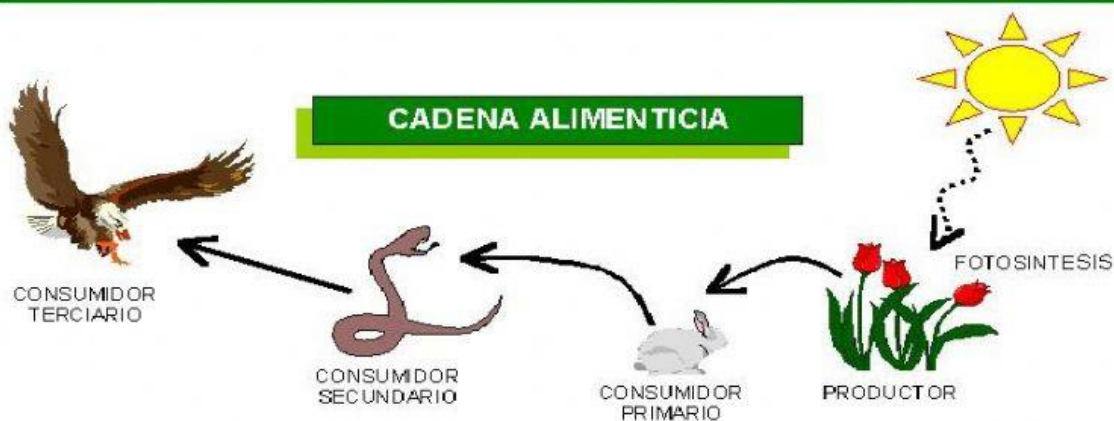 CADENA ALIMENTICIA
FOTOSINTESIS
CONSUMIDOR
TERCIARIO
CONSUMIDOR
SECUNDARIO
CONSUMIDOR
PRIMARIO
PRODUCTOR